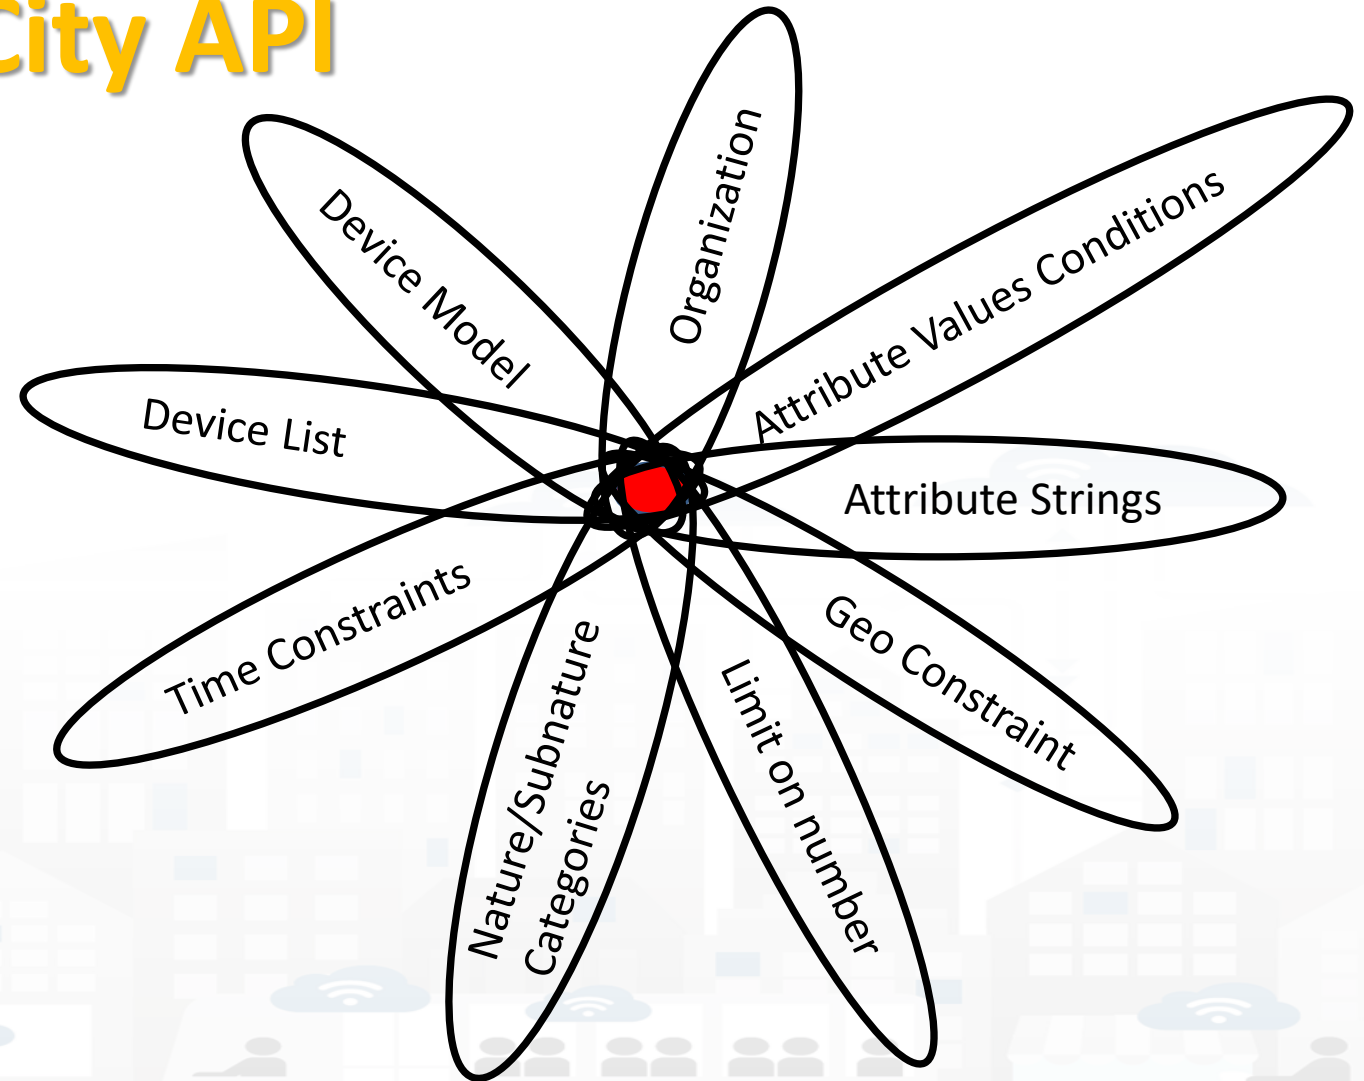 City API
Organization
Device Model
Attribute Values Conditions
Device List
Attribute Strings
Time Constraints
Geo Constraint
Nature/Subnature
Categories
Limit on number